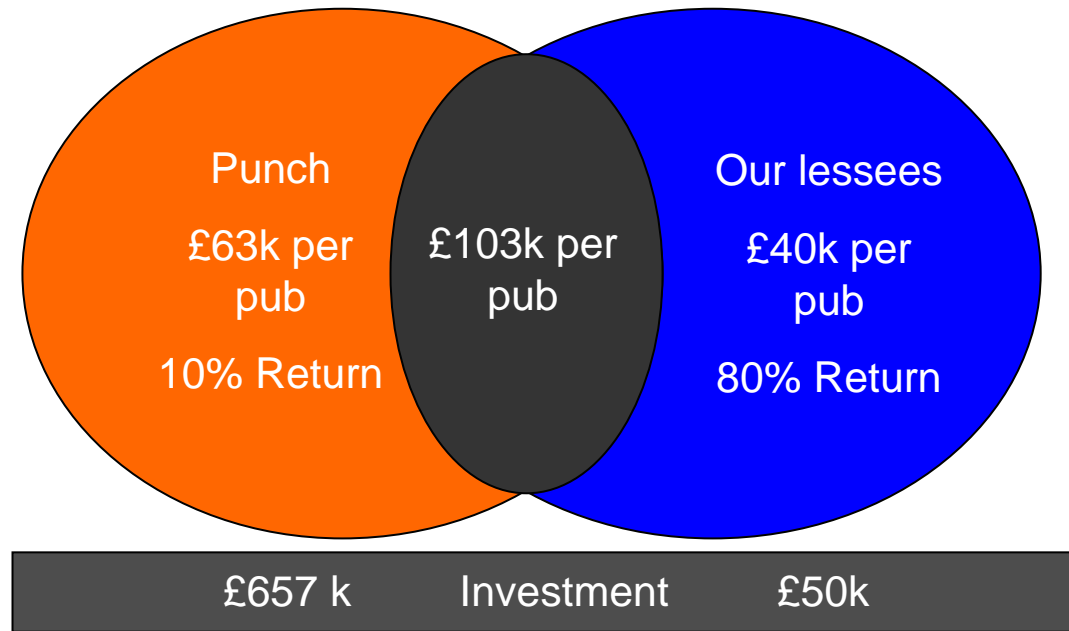 Punch
£63k per
pub
10% Return
£103k per
pub
Our lessees
£40k per
pub
80% Return
£657 k Investment £50k